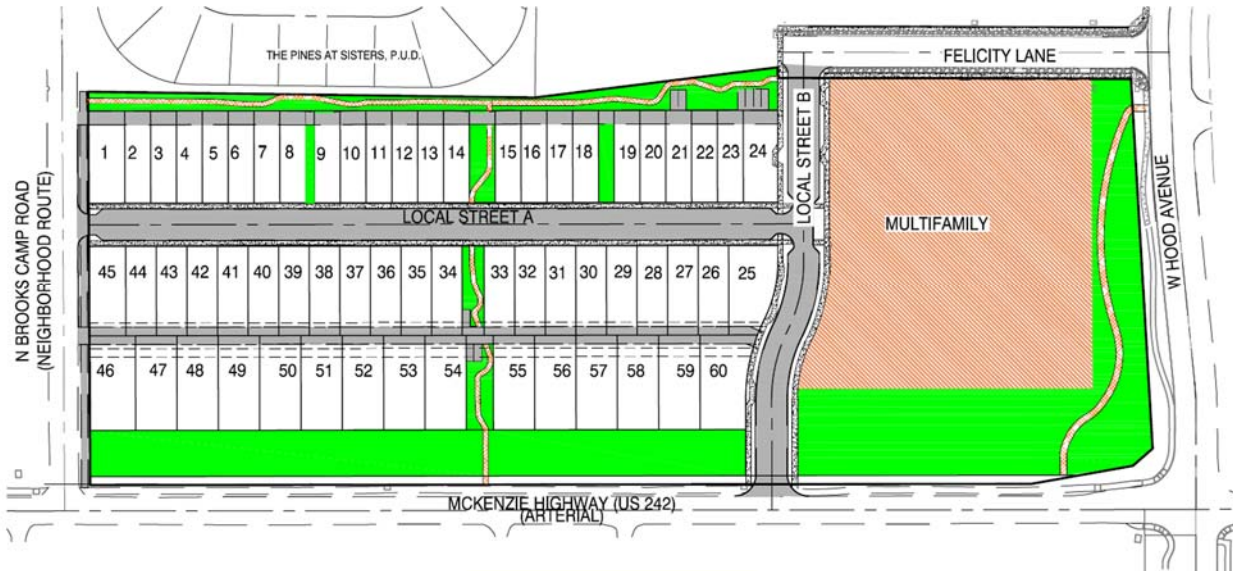 THE PINES AT SISTERS, P.U.D.
FELICITY LANE
N BROOKS CAMP ROAD
(NEIGHBORHOOD ROUTE)
1 2 3 4 5 6 7 8 9 10 11 12 13 14 15 16 17 18 19 20 21 22 23 24
LOCAL STREET B
W HOOD AVENUE
LOCAL STREET A
MULTIFAMILY
45 44 43 42 41 40 39 38 37 36 35 34 33 32 31 30 29 28 27 26 25
46 47 48 49 50 51 52 53 54 55 56 57 58 59 60
MCKENZIE HIGHWAY (US 242)
(ARTERIAL)